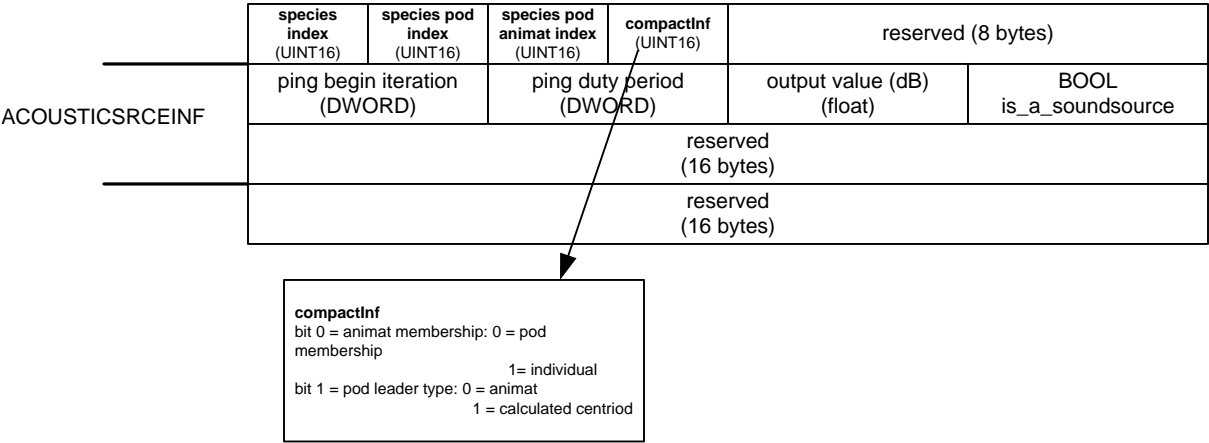 species
index
(UINT16)
species pod
index
(UINT16)
species pod
animat index
(UINT16)
compactInf
(UINT16)
reserved (8 bytes)
ACOUSTICSRCEINF
ping begin iteration
(DWORD)
ping duty period
(DWORD)
output value (dB)
(float)
BOOL
is_a_soundsource
reserved
(16 bytes)
reserved
(16 bytes)
compactInf
bit 0 = animat membership: 0 = pod
membership
1= individual
bit 1 = pod leader type: 0 = animat
1 = calculated centriod